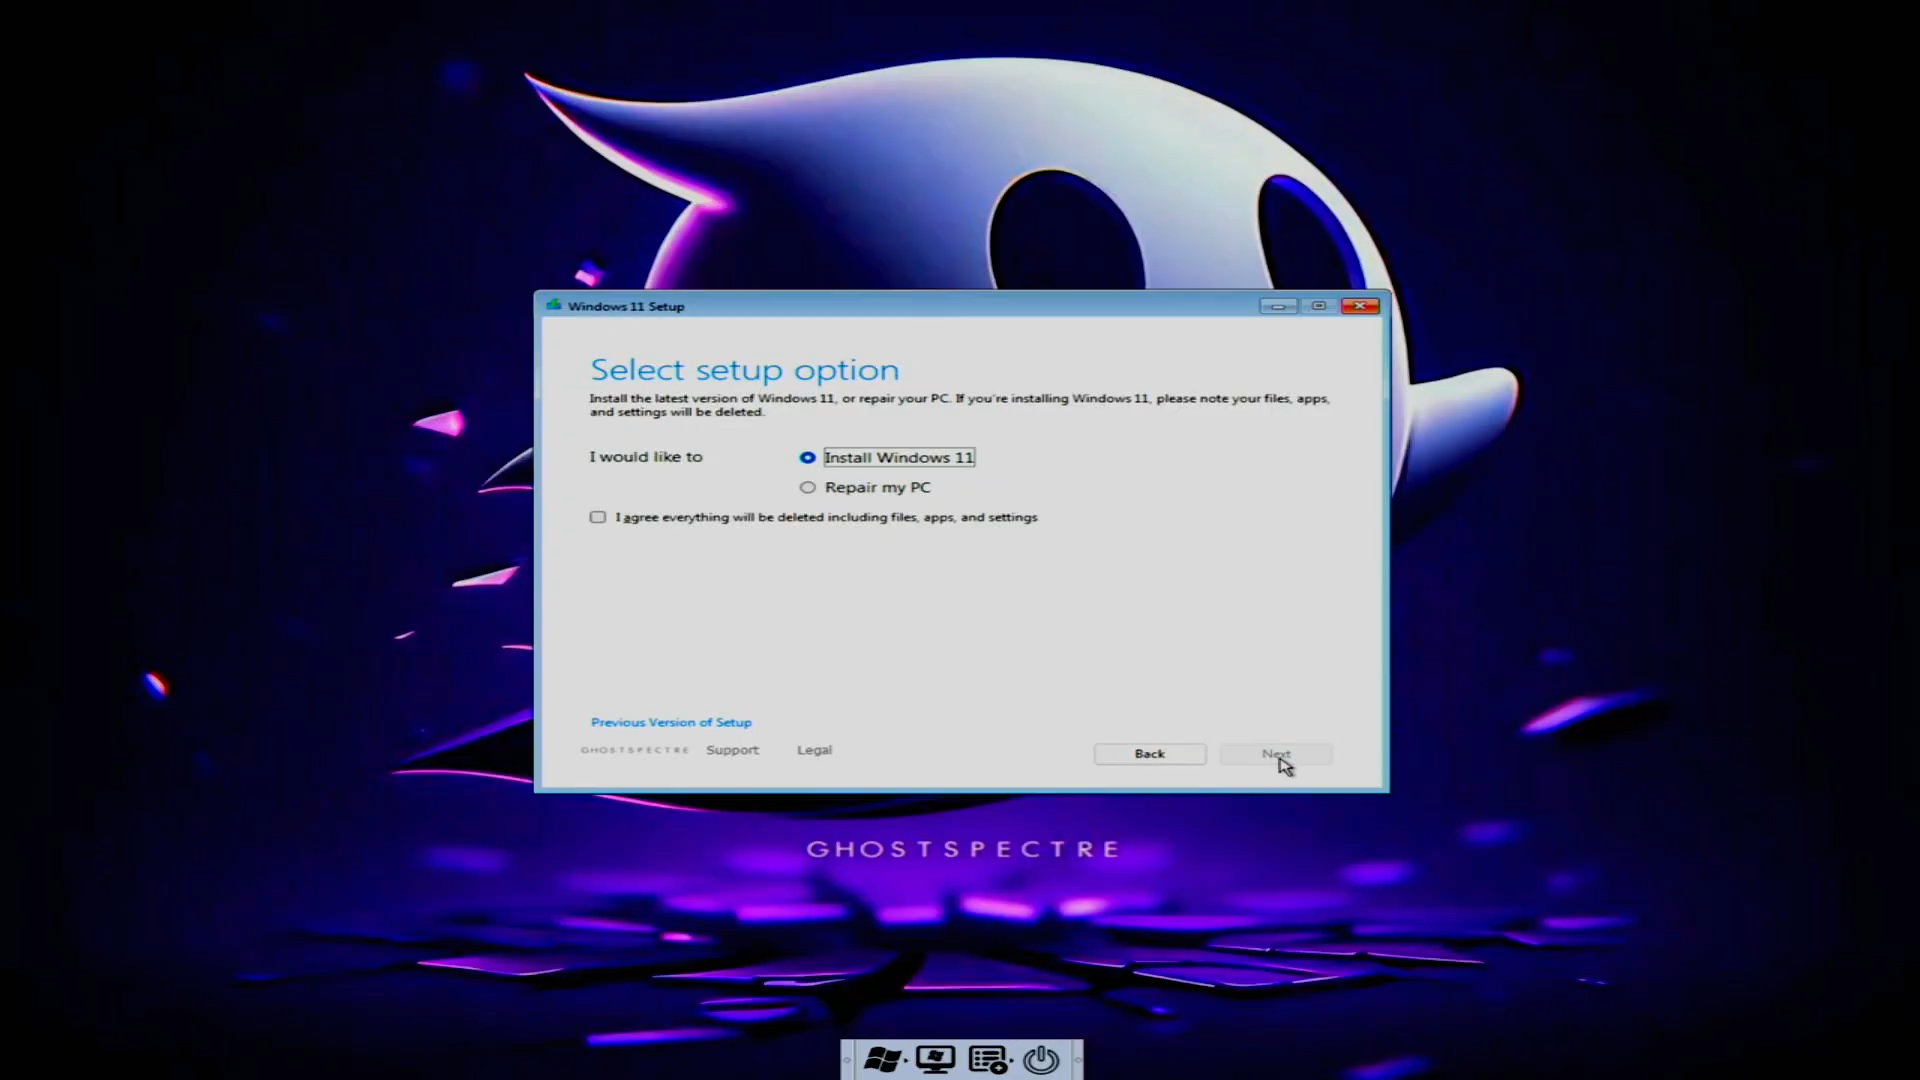 Windows 11 Setup
Select setup option
Install the latest version of Windows 11, or repair your PC. If you're installing Windows 11, please note your files, apps,
and settings will be deleted.
I would like to
Install Windows 11
Repair my PC
I agree everything will be deleted including files, apps, and settings
Previous Version of Setup
GHOSTSPECTRE Support Legal
Back Next
GHOSTSPECTRE